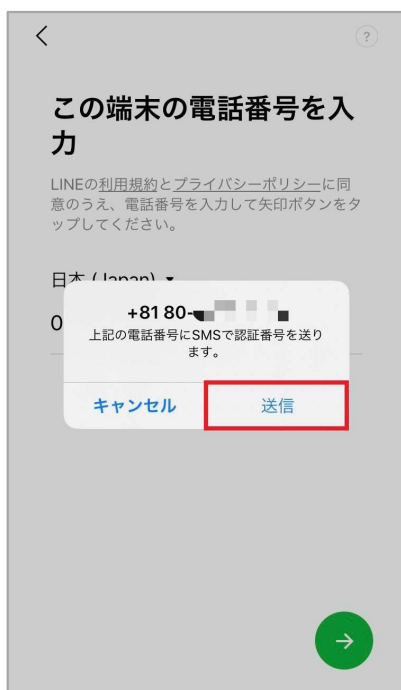 ?
この端末の電話番号を入
力
LINEの利用規約とプライバシーポリシーに同
意のうえ、電話番号を入力して矢印ボタンをタ
ップしてください。
日本 (Japan)
0
+81 80-
上記の電話番号にSMSで認証番号を送り
ます。
キャンセル 送信